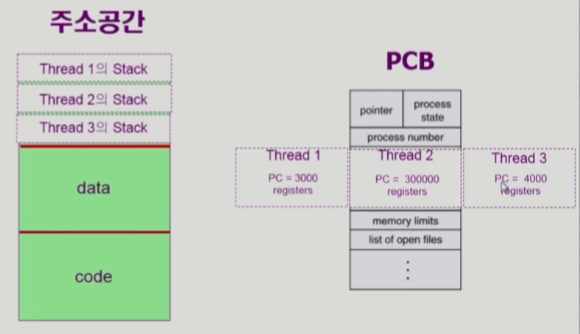 주소공간
Thread 1의 Stack
Thread 2의 Stack
Thread 3의 Stack
data
code
PCB
pointer
process
state
process number
Thread 1
PC = 3000
registers
Thread 2
PC = 300000
registers
Thread 3
PC = 4000
registers
memory limits
list of open files
⋮